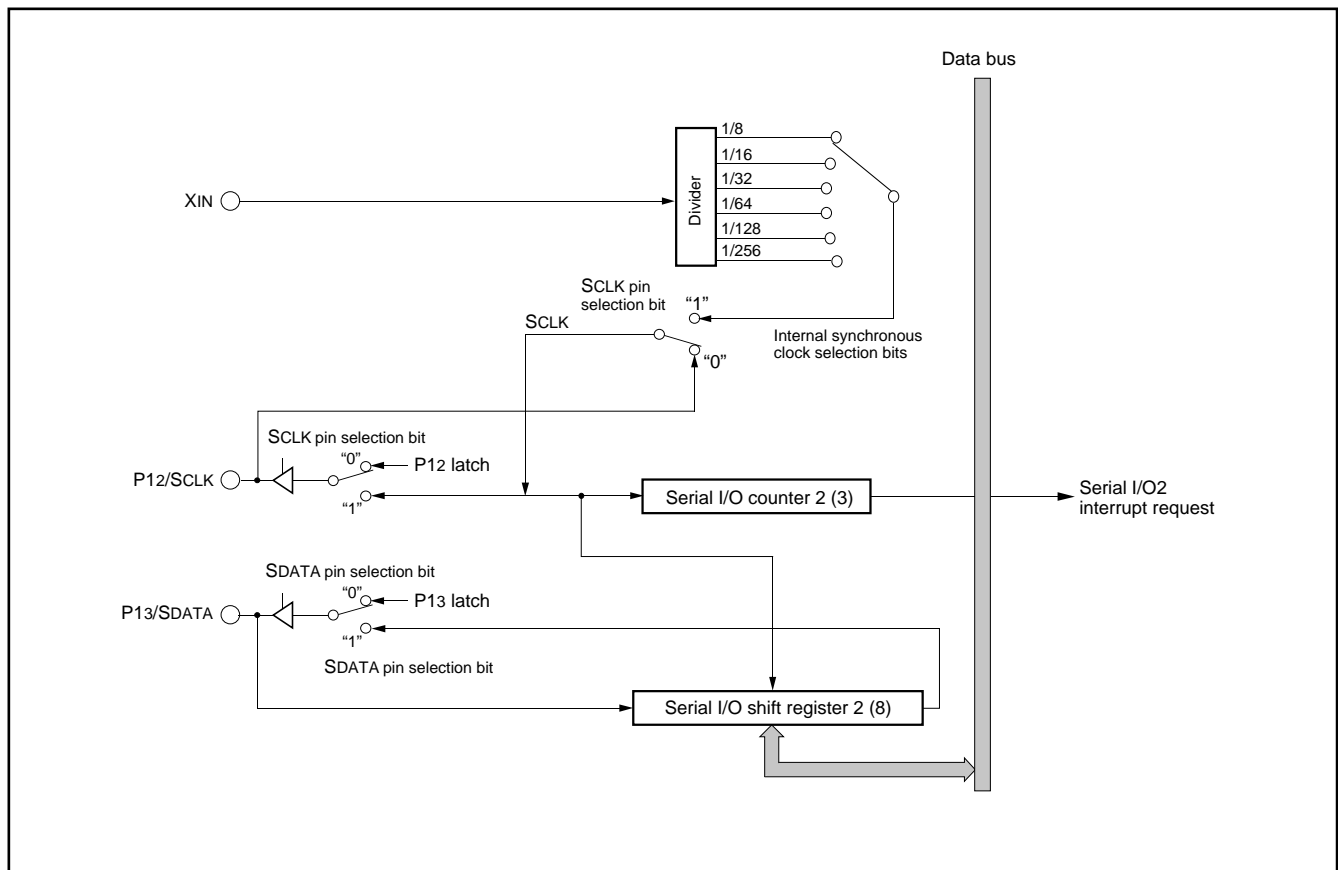 Data bus
1/8
1/16
1/32
1/64
1/128
1/256
Divider
XIN
SCLK pin
selection bit
“1”
SCLK
“0”
Internal synchronous
clock selection bits
SCLK pin selection bit
“0”
P12 latch
P12/SCLK
“1”
Serial I/O counter 2 (3)
Serial I/O2
interrupt request
SDATA pin selection bit
“0”
P13 latch
P13/SDATA
“1”
SDATA pin selection bit
Serial I/O shift register 2 (8)